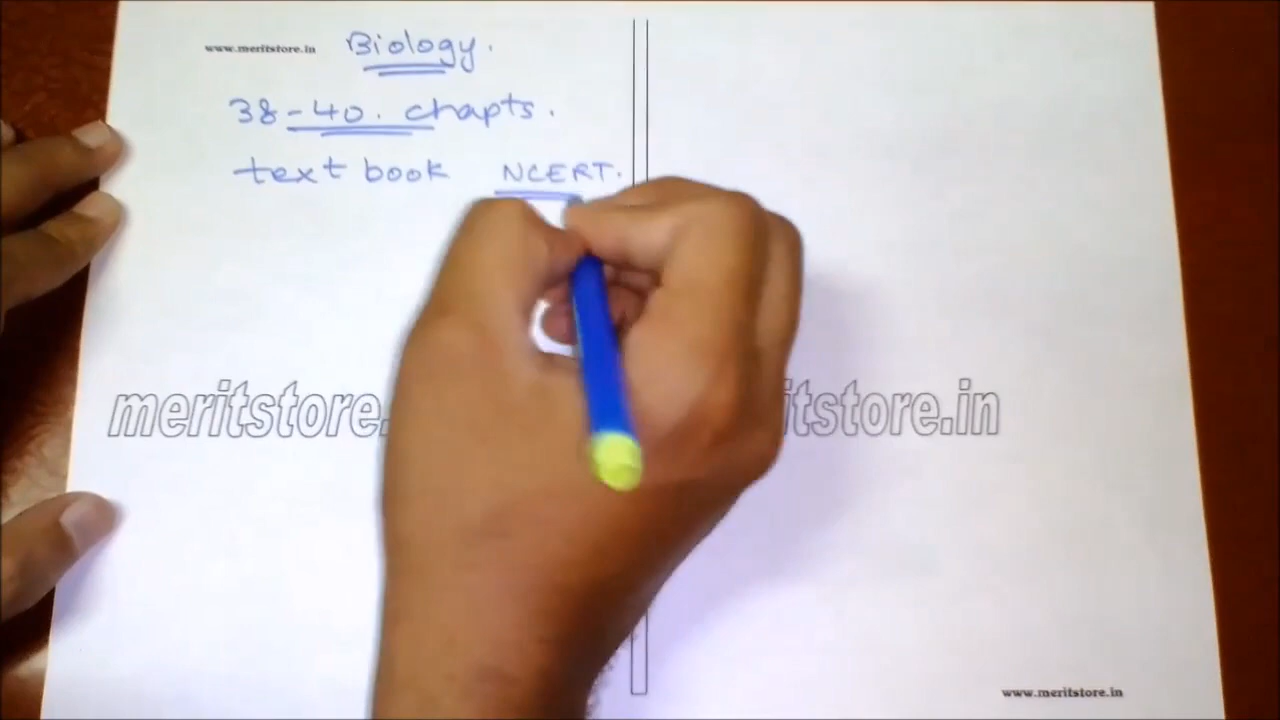 www.meritstore.in Biology.
38-40. chapts.
text book NCERT.
meritstore.
itstore.in
www.meritstore.in